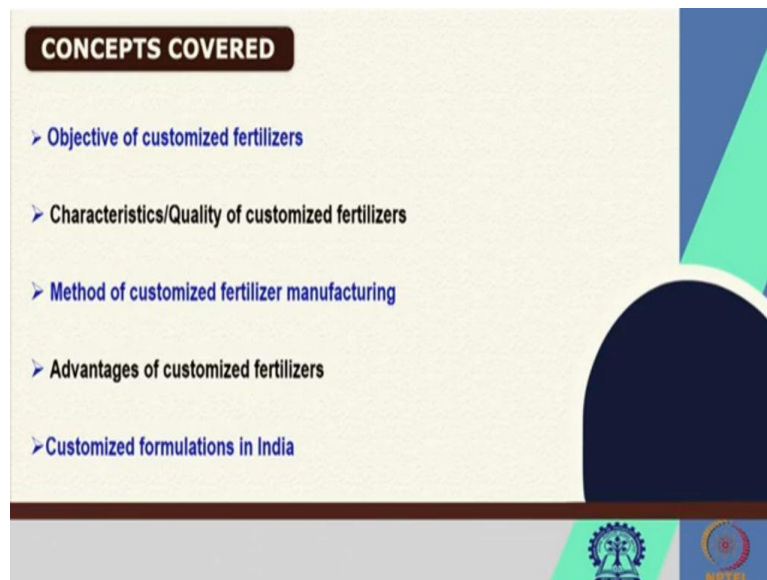 CONCEPTS COVERED
➢ Objective of customized fertilizers
➢ Characteristics/Quality of customized fertilizers
➢ Method of customized fertilizer manufacturing
➢ Advantages of customized fertilizers
➢Customized formulations in India
NPTEL